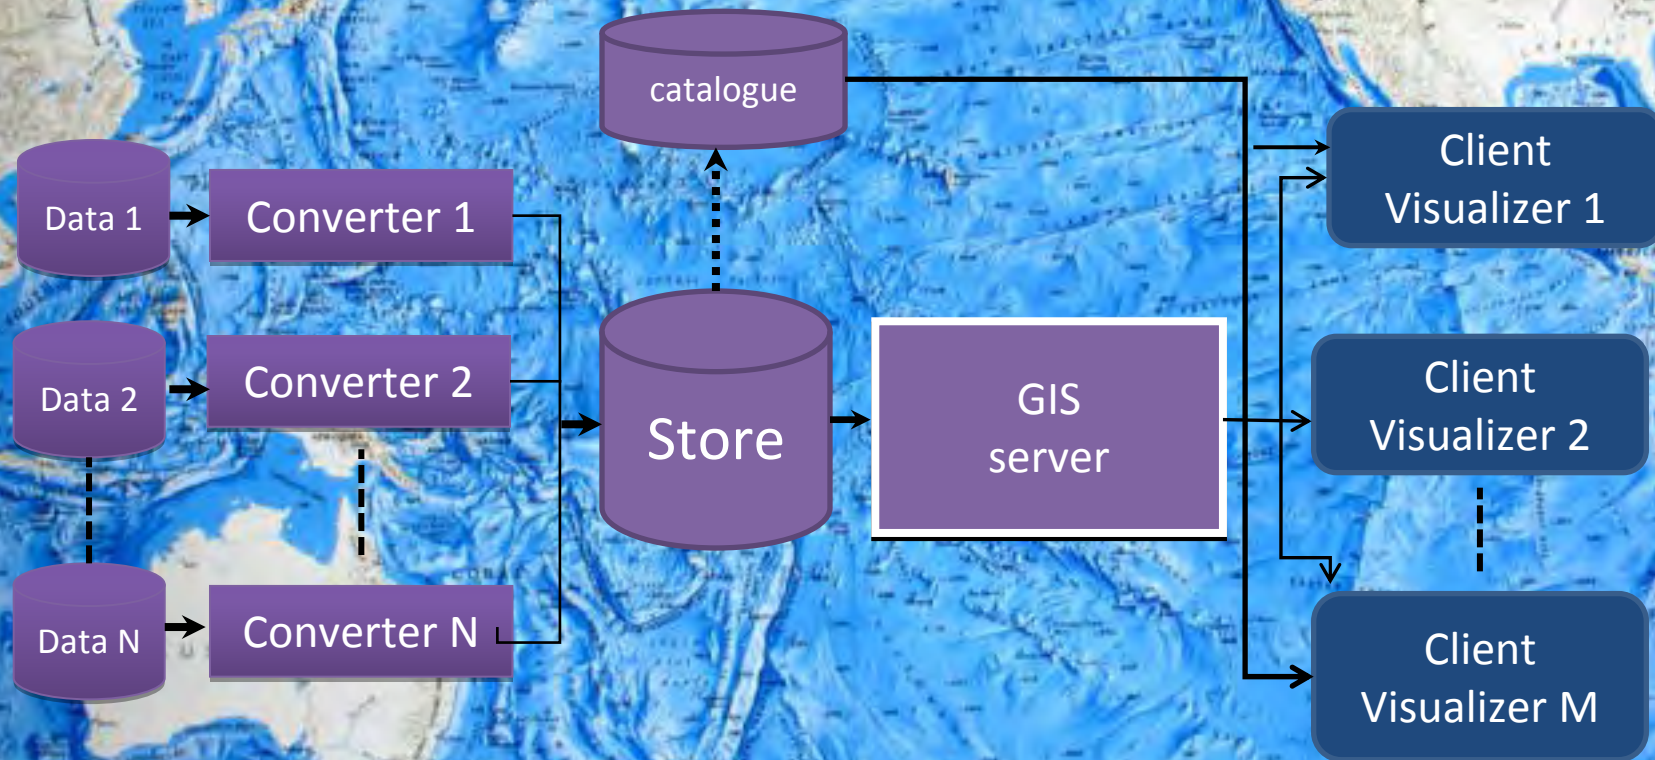 catalogue
Data 1
Converter 1
Client
Visualizer 1
Data 2
Converter 2
Store
GIS
server
Client
Visualizer 2
Data N
Converter N
Client
Visualizer M